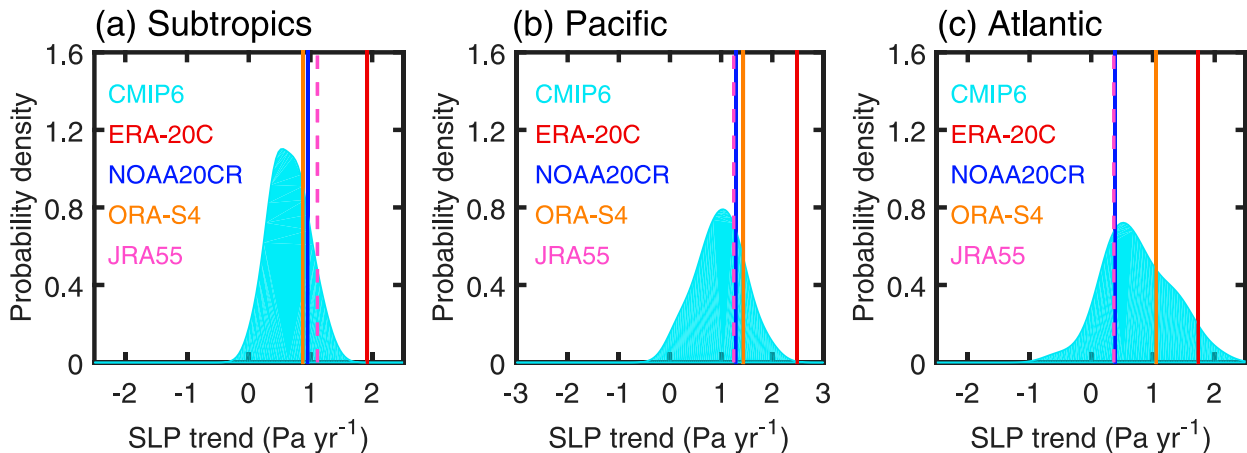 (a) Subtropics
Probability density
1.6
1.2
0.8
0.4
0
CMIP6
ERA-20C
NOAA20CR
ORA-S4
JRA55
-2 -1 0 1 2
SLP trend (Pa yr⁻¹)
(b) Pacific
Probability density
1.6
1.2
0.8
0.4
0
CMIP6
ERA-20C
NOAA20CR
ORA-S4
JRA55
-3 -2 -1 0 1 2 3
SLP trend (Pa yr⁻¹)
(c) Atlantic
Probability density
1.6
1.2
0.8
0.4
0
CMIP6
ERA-20C
NOAA20CR
ORA-S4
JRA55
-2 -1 0 1 2
SLP trend (Pa yr⁻¹)